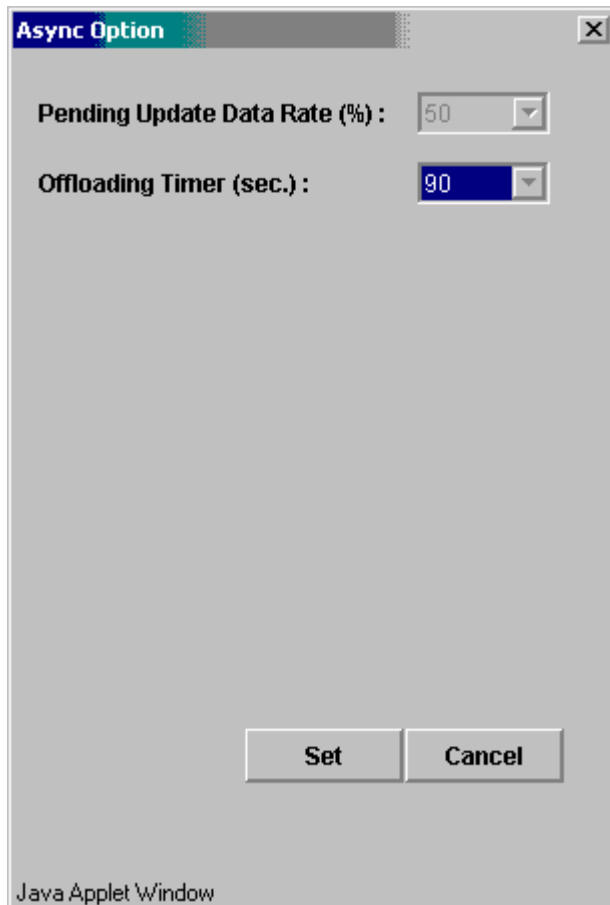 Async Option
Pending Update Data Rate (%) : 50
Offloading Timer (sec.) : 90
Set Cancel
Java Applet Window